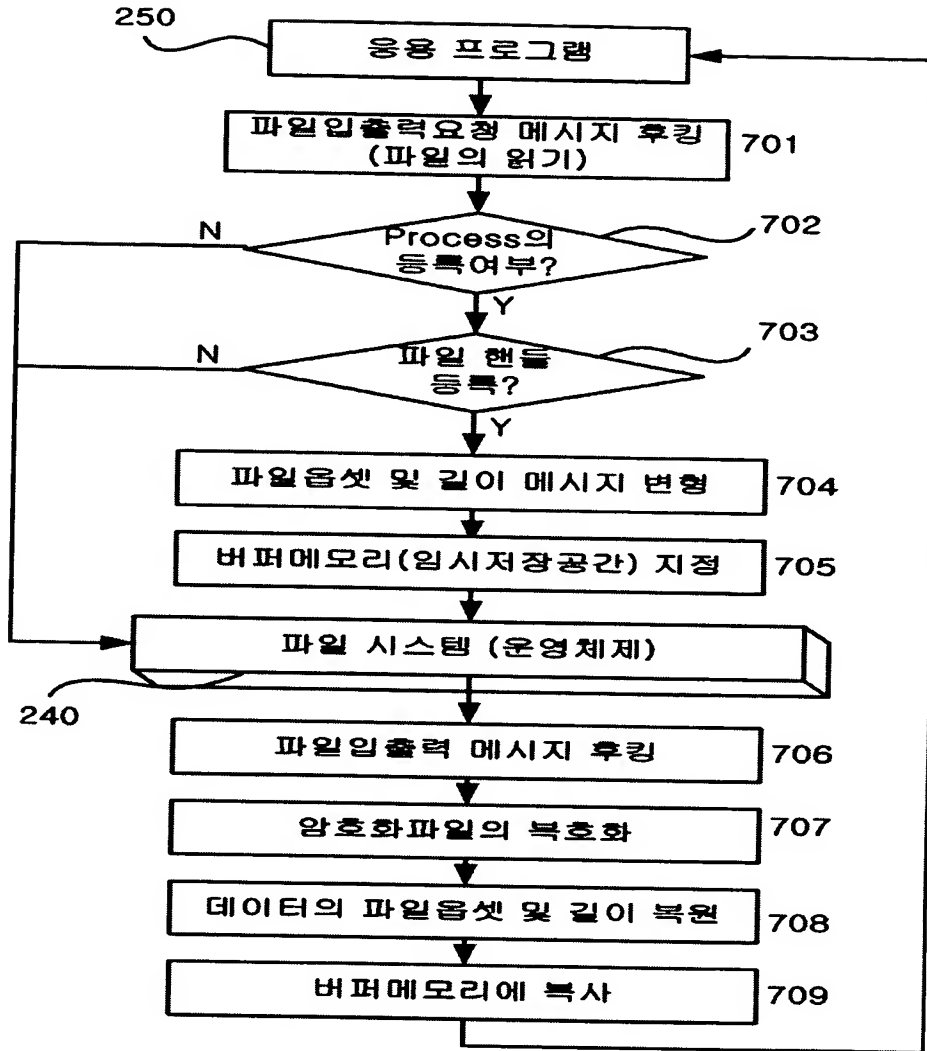 250
응용 프로그램
파일입출력요청 메시지 후킹
(파일의 읽기)
701
N
702
Process의
등록여부?
Y
N
703
파일 핸들
등록?
Y
파일옵셋 및 길이 메시지 변형
704
버퍼메모리(임시저장공간) 지정
705
파일 시스템 (운영체제)
240
파일입출력 메시지 후킹
706
암호화파일의 복호화
707
데이터의 파일옵셋 및 길이 복원
708
버퍼메모리에 복사
709